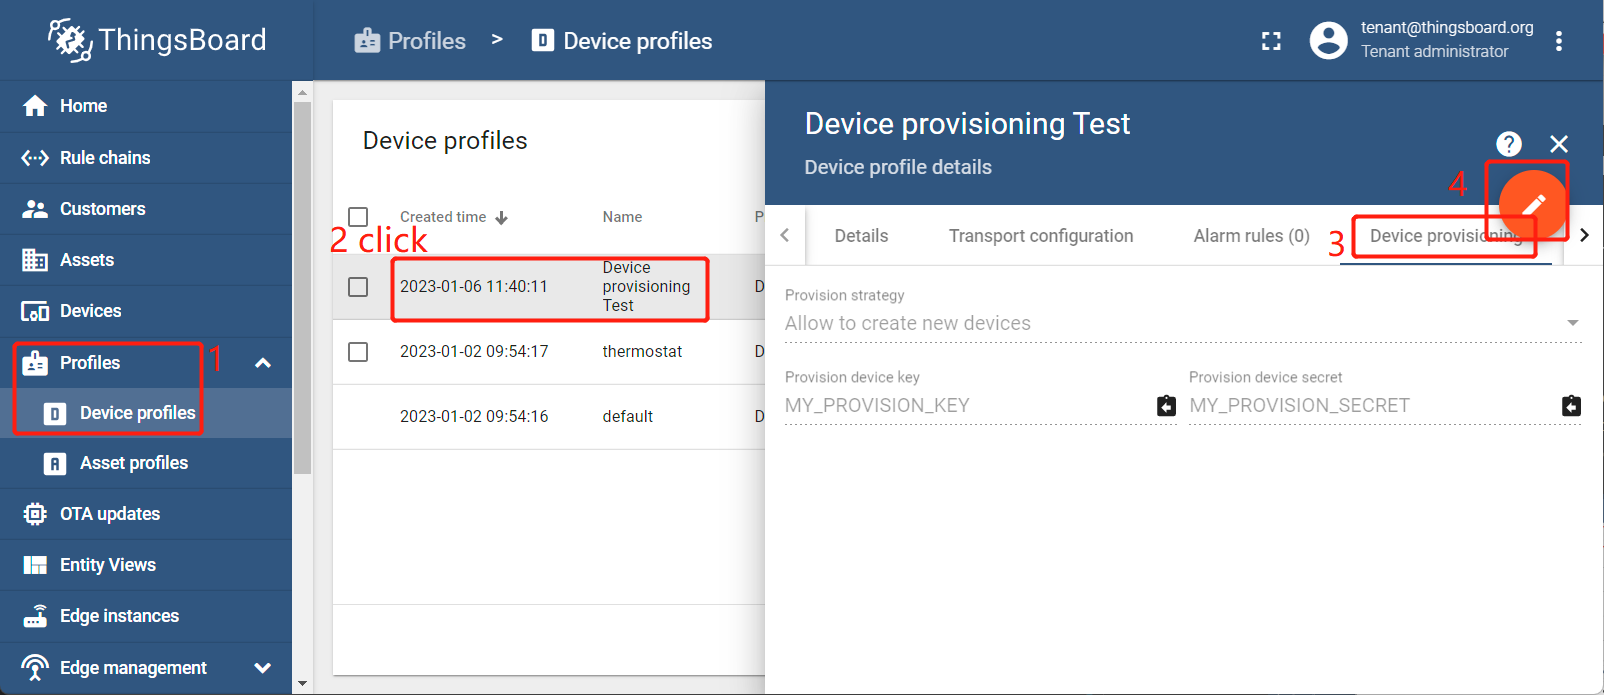 ThingsBoard
Profiles > Device profiles
tenant@thingsboard.org
Tenant administrator
Home
Rule chains
Customers
Assets
Devices
Profiles
1
Device profiles
Asset profiles
OTA updates
Entity Views
Edge instances
Edge management
Device profiles
Created time Name P
2 click
2023-01-06 11:40:11 Device provisioning Test D
2023-01-02 09:54:17 thermostat D
2023-01-02 09:54:16 default D
Device provisioning Test
?
Device profile details
4
Details Transport configuration Alarm rules (0) 3 Device provisioning
Provision strategy
Allow to create new devices
Provision device key Provision device secret
MY_PROVISION_KEY MY_PROVISION_SECRET